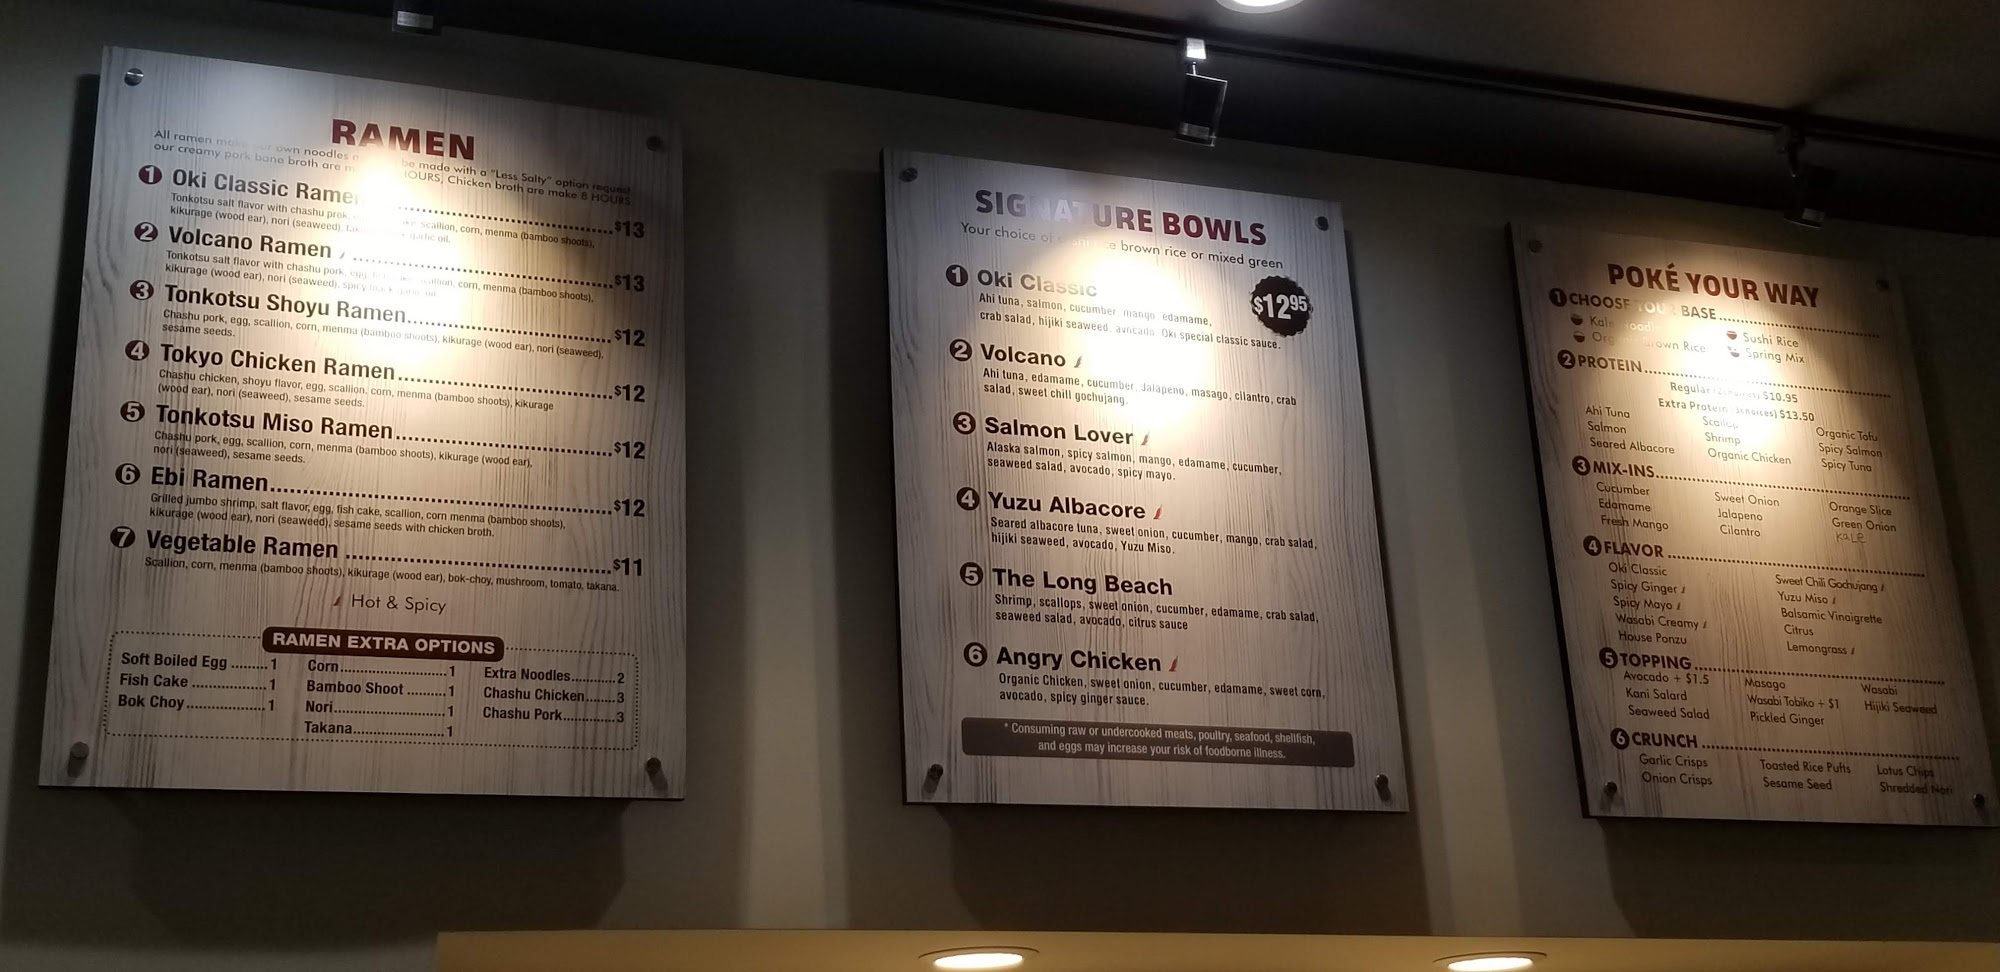 RAMEN
All ramen make our own noodles be made with a "Less Salty" option request
our creamy pork bone broth are HOURS, Chicken broth are make 8 HOURS
1 Oki Classic Ramen $13
Tonkotsu salt flavor with chashu prok, scallion, corn, menma (bamboo shoots),
kikurage (wood ear), nori (seaweed), garlic oil.
2 Volcano Ramen $13
Tonkotsu salt flavor with chashu pork, egg, scallion, corn, menma (bamboo shoots),
kikurage (wood ear), nori (seaweed), spicy
3 Tonkotsu Shoyu Ramen $12
Chashu pork, egg, scallion, corn, menma (bamboo shoots), kikurage (wood ear), nori (seaweed),
sesame seeds.
4 Tokyo Chicken Ramen $12
Chashu chicken, shoyu flavor, egg, scallion, corn, menma (bamboo shoots), kikurage
(wood ear), nori (seaweed), sesame seeds.
5 Tonkotsu Miso Ramen $12
Chashu pork, egg, scallion, corn, menma (bamboo shoots), kikurage (wood ear),
nori (seaweed), sesame seeds.
6 Ebi Ramen $12
Grilled jumbo shrimp, salt flavor, egg, fish cake, scallion, corn menma (bamboo shoots),
kikurage (wood ear), nori (seaweed), sesame seeds with chicken broth.
7 Vegetable Ramen $11
Scallion, corn, menma (bamboo shoots), kikurage (wood ear), bok-choy, mushroom, tomato, takana.
Hot & Spicy
RAMEN EXTRA OPTIONS
Soft Boiled Egg 1
Fish Cake 1
Bok Choy 1
Corn 1
Bamboo Shoot 1
Nori 1
Takana 1
Extra Noodles 2
Chashu Chicken 3
Chashu Pork 3
SIGNATURE BOWLS
Your choice of brown rice or mixed green
$12.95
1 Oki Classic
Ahi tuna, salmon, cucumber, mango, edamame,
crab salad, hijiki seaweed, avocado, Oki special classic sauce.
2 Volcano
Ahi tuna, edamame, cucumber, Jalapeno, masago, cilantro, crab
salad, sweet chill gochujang.
3 Salmon Lover
Alaska salmon, spicy salmon, mango, edamame, cucumber,
seaweed salad, avocado, spicy mayo.
4 Yuzu Albacore
Seared albacore tuna, sweet onion, cucumber, mango, crab salad,
hijiki seaweed, avocado, Yuzu Miso.
5 The Long Beach
Shrimp, scallops, sweet onion, cucumber, edamame, crab salad,
seaweed salad, avocado, citrus sauce
6 Angry Chicken
Organic Chicken, sweet onion, cucumber, edamame, sweet corn,
avocado, spicy ginger sauce.
* Consuming raw or undercooked meats, poultry, seafood, shellfish,
and eggs may increase your risk of foodborne illness.
POKÉ YOUR WAY
1 CHOOSE YOUR BASE
Kale Noodle
Organic Brown Rice
Sushi Rice
Spring Mix
2 PROTEIN
Regular (2choices) $10.95
Extra Protein (3choices) $13.50
Ahi Tuna
Salmon
Seared Albacore
Scallop
Shrimp
Organic Chicken
Organic Tofu
Spicy Salmon
Spicy Tuna
3 MIX-INS
Cucumber
Edamame
Fresh Mango
Sweet Onion
Jalapeno
Cilantro
Orange Slice
Green Onion
KALE
4 FLAVOR
Oki Classic
Spicy Ginger
Spicy Mayo
Wasabi Creamy
House Ponzu
Sweet Chili Gochujang
Yuzu Miso
Balsamic Vinaigrette
Citrus
Lemongrass
5 TOPPING
Avocado + $1.5
Kani Salard
Seaweed Salad
Masago
Wasabi Tobiko + $1
Pickled Ginger
Wasabi
Hijiki Seaweed
6 CRUNCH
Garlic Crisps
Onion Crisps
Toasted Rice Puffs
Sesame Seed
Lotus Chips
Shredded Nori